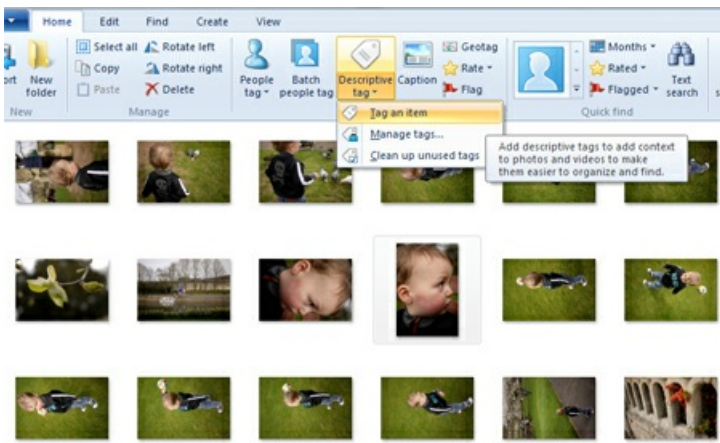 Home Edit Find Create View
Select all Rotate left
Geotag
Months
New folder
Copy Rotate right
People tag
Batch people tag
Descriptive tag
Caption
Rate
Rated
Text search
Paste Delete
Flag
Flagged
New Manage Quick find
Tag an item
Manage tags...
Clean up unused tags
Add descriptive tags to add context
to photos and videos to make
them easier to organize and find.